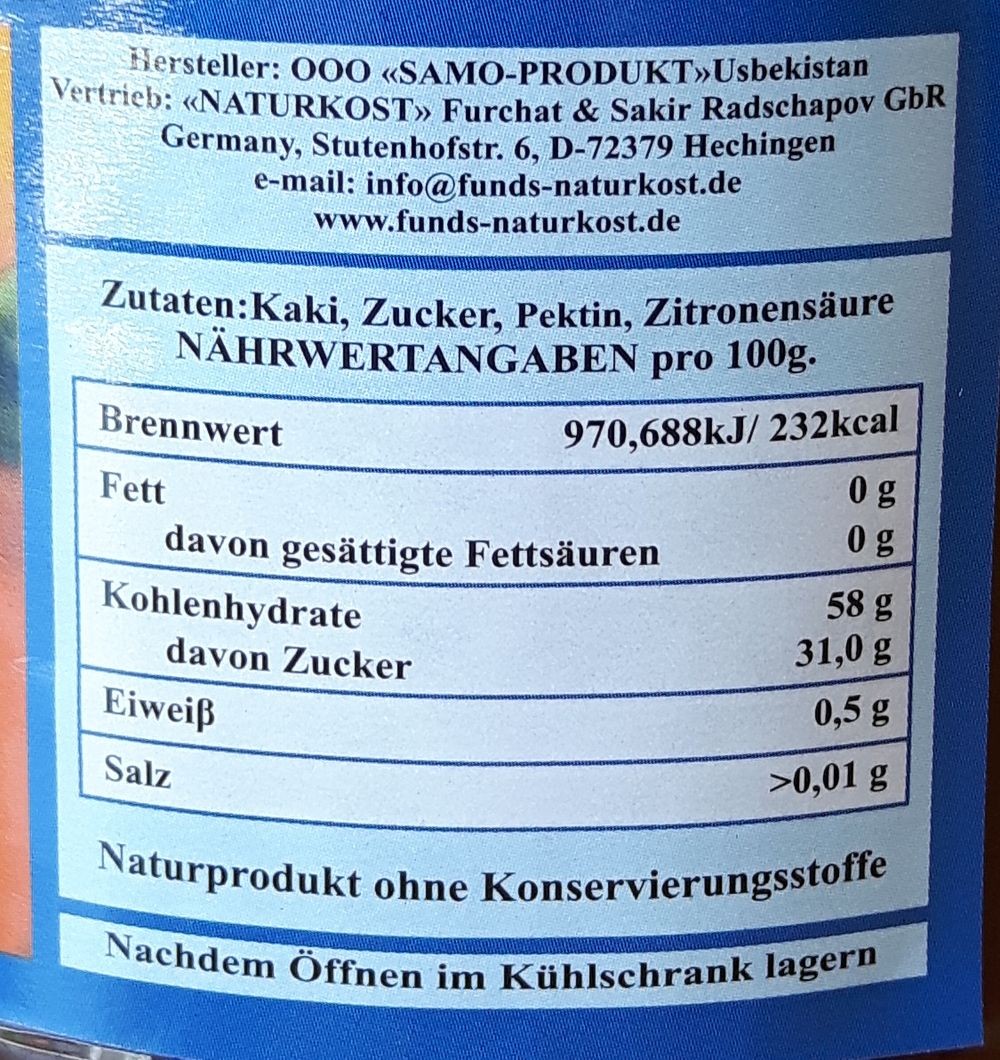 Hersteller: OOO «SAMO-PRODUKT»Usbekistan
Vertrieb: «NATURKOST» Furchat & Sakir Radschapov GbR
Germany, Stutenhofstr. 6, D-72379 Hechingen
e-mail: info@funds-naturkost.de
www.funds-naturkost.de
Zutaten:Kaki, Zucker, Pektin, Zitronensäure
NÄHRWERTANGABEN pro 100g.
Brennwert 970,688kJ/ 232kcal
Fett 0 g
davon gesättigte Fettsäuren 0 g
Kohlenhydrate 58 g
davon Zucker 31,0 g
Eiweiß 0,5 g
Salz >0,01 g
Naturprodukt ohne Konservierungsstoffe
Nachdem Öffnen im Kühlschrank lagern